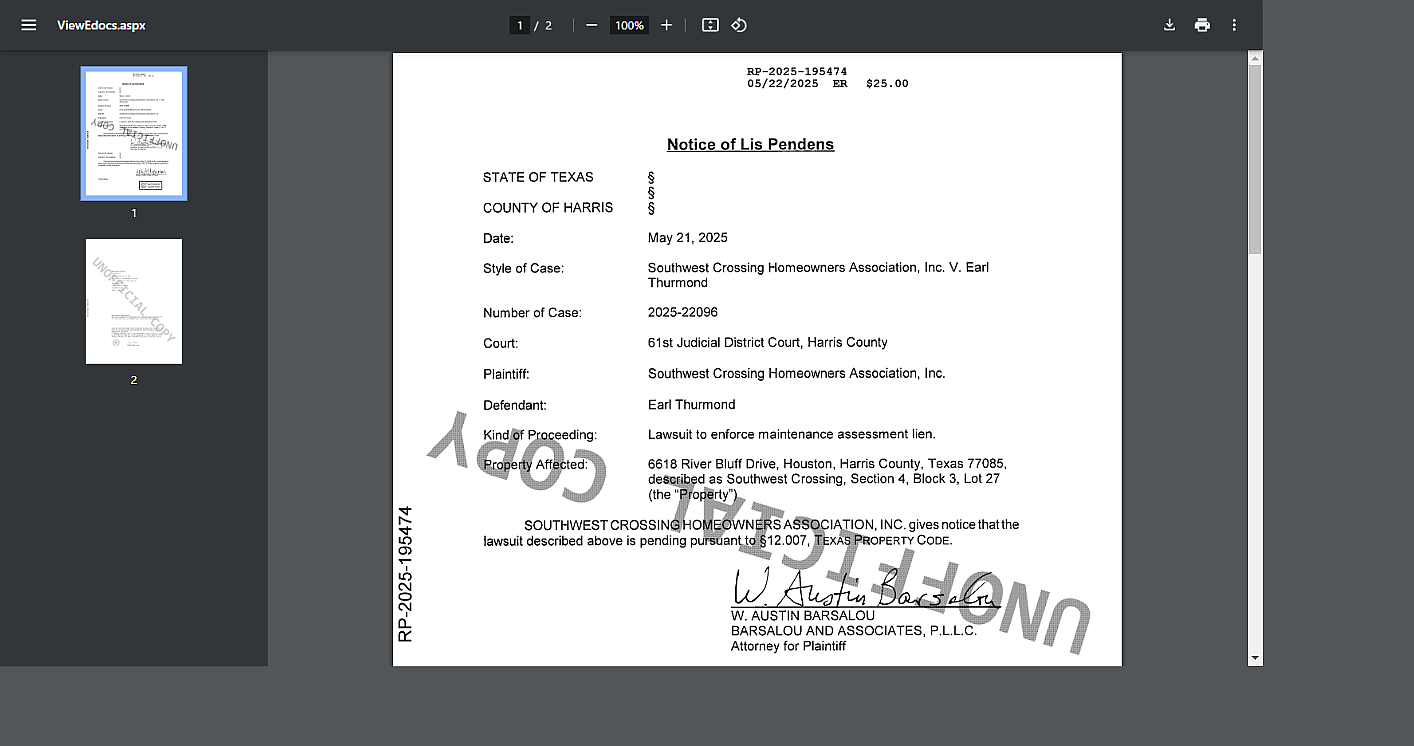 ViewEdocs.aspx
1 / 2
100%
RP-2025-195474
05/22/2025 ER $25.00
Notice of Lis Pendens
STATE OF TEXAS §
§
COUNTY OF HARRIS §
Date: May 21, 2025
Style of Case: Southwest Crossing Homeowners Association, Inc. V. Earl
Thurmond
Number of Case: 2025-22096
Court: 61st Judicial District Court, Harris County
Plaintiff: Southwest Crossing Homeowners Association, Inc.
Defendant: Earl Thurmond
Kind of Proceeding: Lawsuit to enforce maintenance assessment lien.
Property Affected: 6618 River Bluff Drive, Houston, Harris County, Texas 77085,
described as Southwest Crossing, Section 4, Block 3, Lot 27
(the “Property”)
SOUTHWEST CROSSING HOMEOWNERS ASSOCIATION, INC. gives notice that the
lawsuit described above is pending pursuant to §12.007, TEXAS PROPERTY CODE.
W. Austin Barsalou
W. AUSTIN BARSALOU
BARSALOU AND ASSOCIATES, P.L.L.C.
Attorney for Plaintiff
RP-2025-195474
UNOFFICIAL COPY
UNOFFICIAL COPY
1
UNOFFICIAL COPY
2